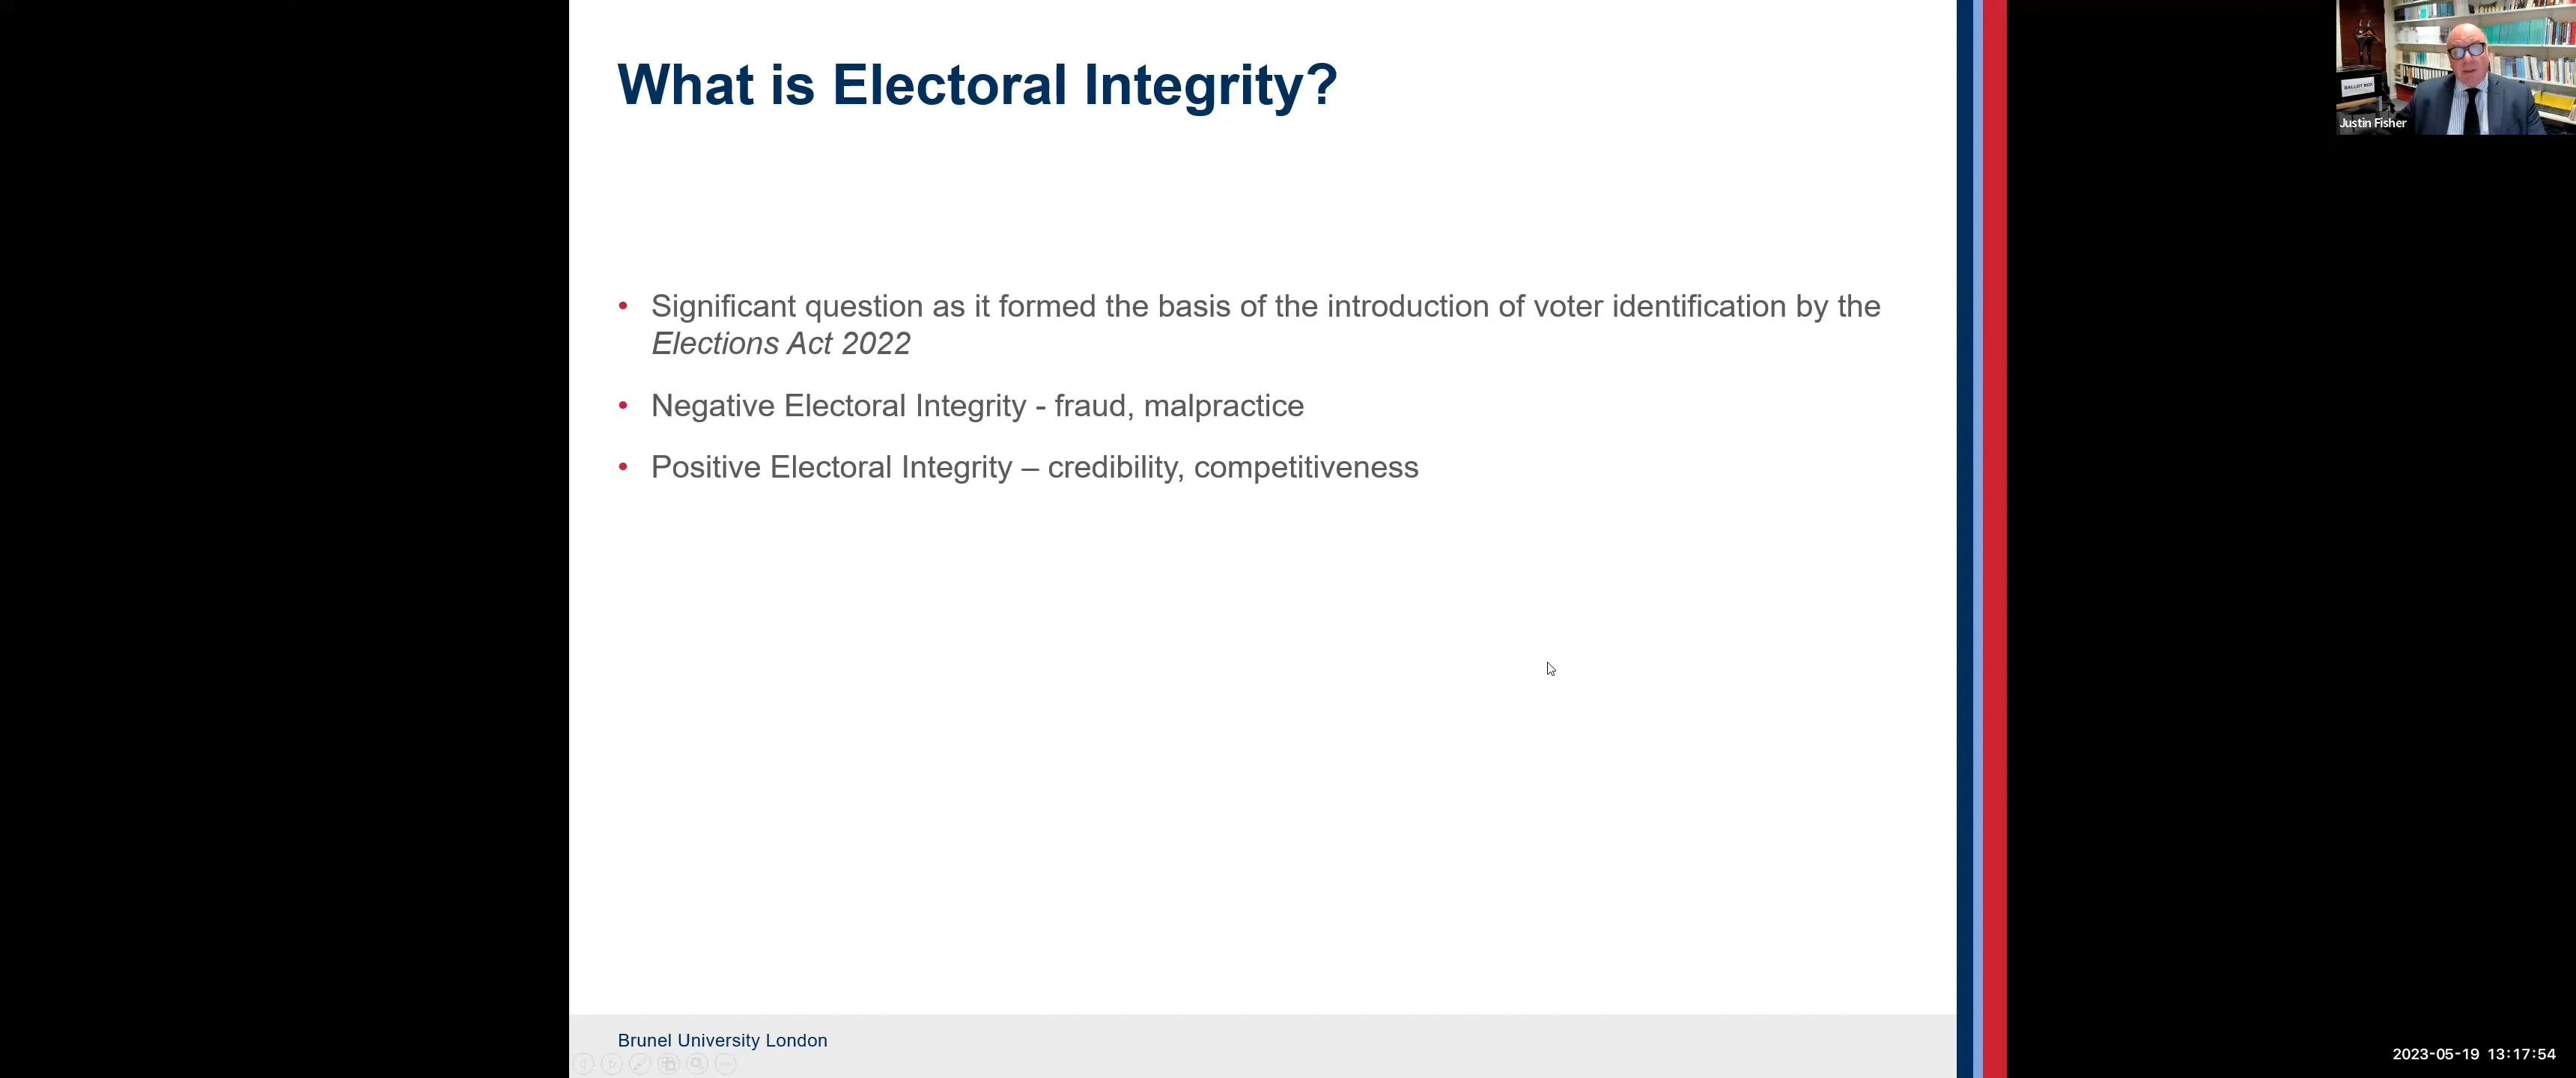 What is Electoral Integrity?
• Significant question as it formed the basis of the introduction of voter identification by the
Elections Act 2022
• Negative Electoral Integrity - fraud, malpractice
• Positive Electoral Integrity – credibility, competitiveness
Brunel University London
BALLOT BOX
Justin Fisher
2023-05-19 13:17:54